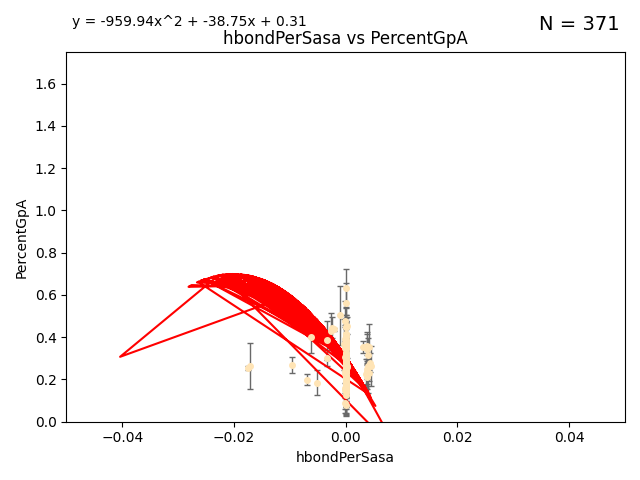 y = -959.94x^2 + -38.75x + 0.31
N = 371
hbondPerSasa vs PercentGpA
1.6
1.4
1.2
1.0
0.8
0.6
0.4
0.2
0.0
PercentGpA
−0.04
−0.02
0.00
0.02
0.04
hbondPerSasa